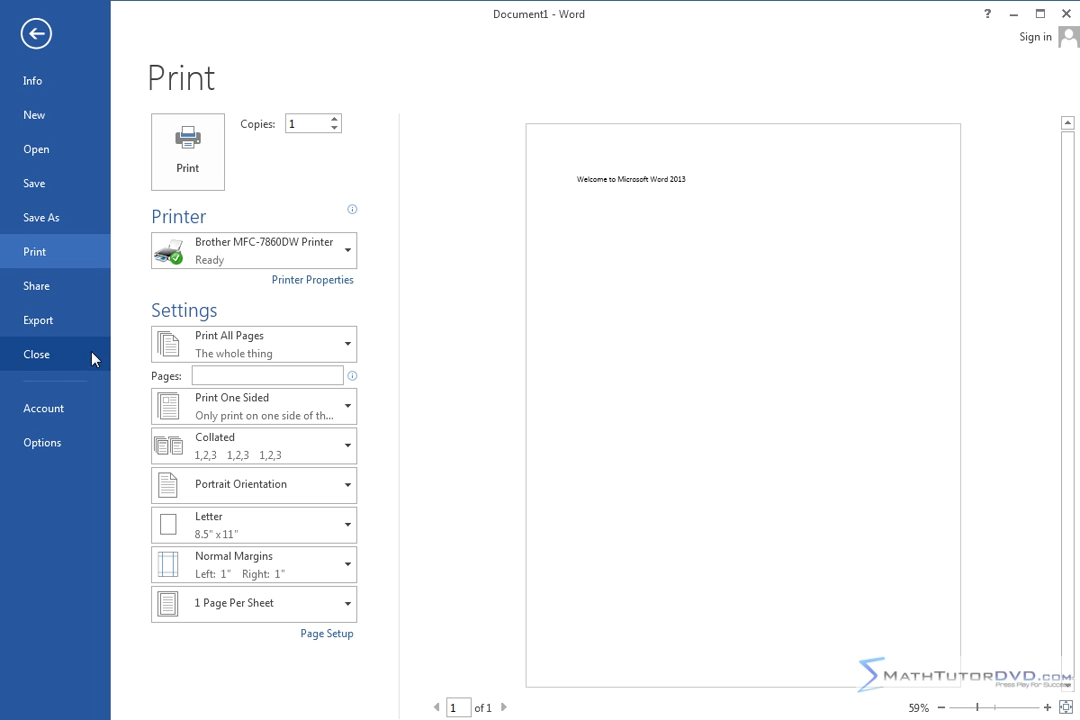 Document1 - Word
?
Sign in
Info
New
Open
Save
Save As
Print
Share
Export
Close
Account
Options
Print
Print
Copies: 1
Printer
Brother MFC-7860DW Printer
Ready
Printer Properties
Settings
Print All Pages
The whole thing
Pages:
Print One Sided
Only print on one side of th...
Collated
1,2,3 1,2,3 1,2,3
Portrait Orientation
Letter
8.5" x 11"
Normal Margins
Left: 1" Right: 1"
1 Page Per Sheet
Page Setup
Welcome to Microsoft Word 2013
1 of 1
59%
MATHTUTORDVD.COM
Press Play For Success